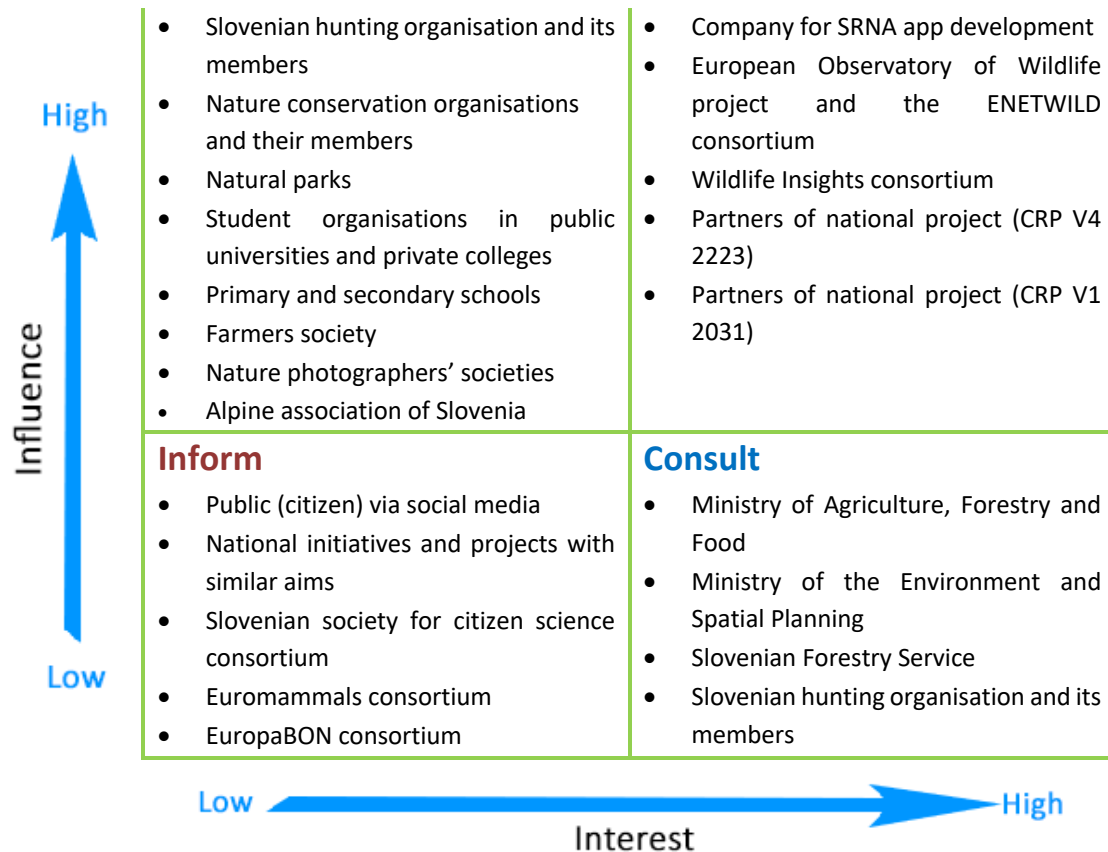 • Slovenian hunting organisation and its
members
• Nature conservation organisations
and their members
• Natural parks
• Student organisations in public
universities and private colleges
• Primary and secondary schools
• Farmers society
• Nature photographers’ societies
• Alpine association of Slovenia
• Company for SRNA app development
• European Observatory of Wildlife
project and the ENETWILD
consortium
• Wildlife Insights consortium
• Partners of national project (CRP V4
2223)
• Partners of national project (CRP V1
2031)
High
Influence
Low
Inform
• Public (citizen) via social media
• National initiatives and projects with
similar aims
• Slovenian society for citizen science
consortium
• Euromammals consortium
• EuropaBON consortium
Consult
• Ministry of Agriculture, Forestry and
Food
• Ministry of the Environment and
Spatial Planning
• Slovenian Forestry Service
• Slovenian hunting organisation and its
members
Low
High
Interest